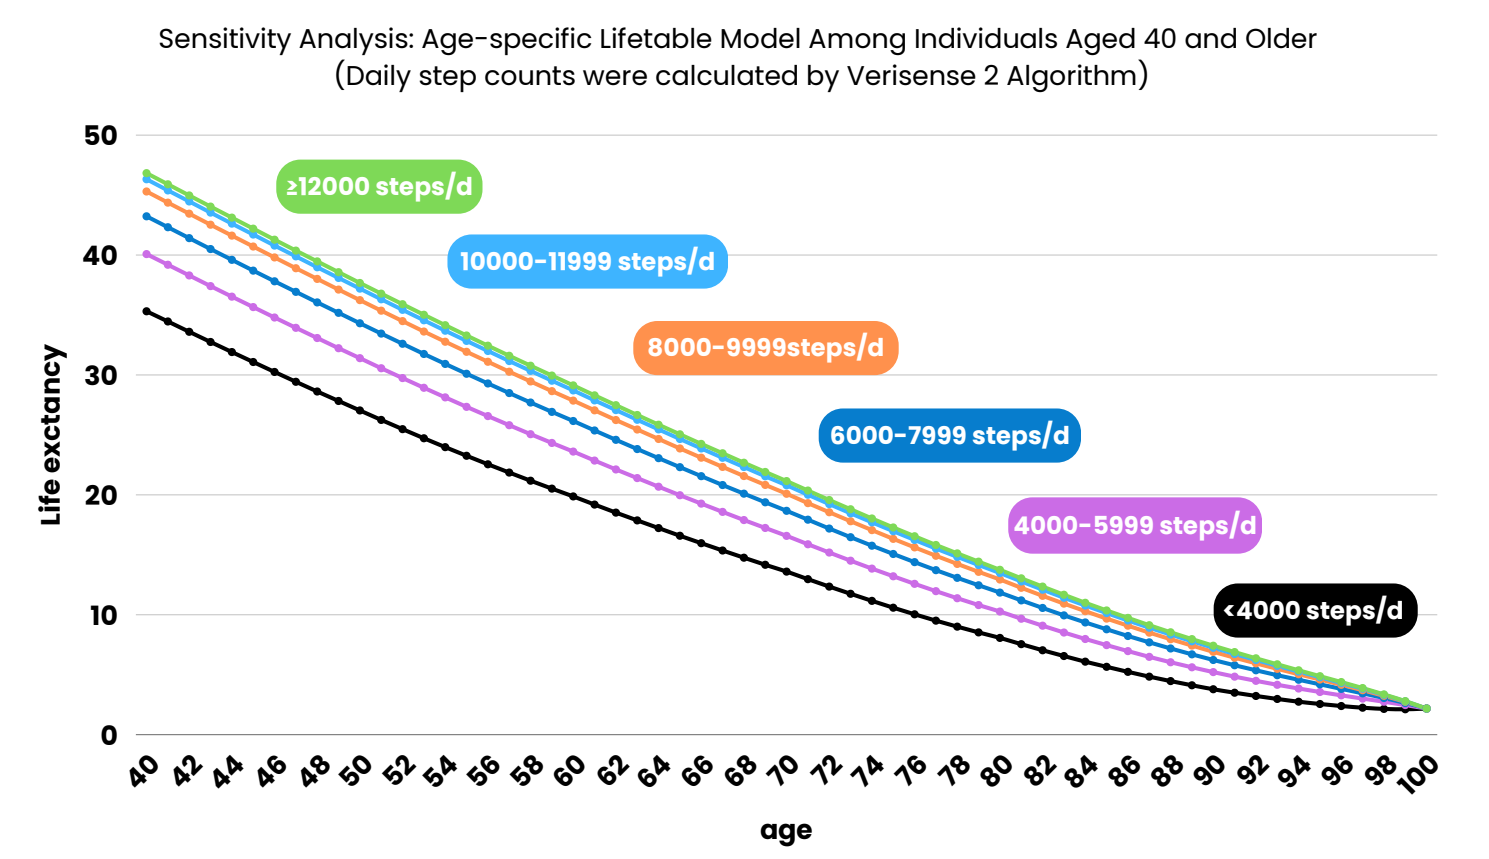 Sensitivity Analysis: Age-specific Lifetable Model Among Individuals Aged 40 and Older
(Daily step counts were calculated by Verisense 2 Algorithm)
50
≥12000 steps/d
40
10000-11999 steps/d
8000-9999steps/d
30
6000-7999 steps/d
Life exctancy
20
4000-5999 steps/d
10
<4000 steps/d
0
40 42 44 46 48 50 52 54 56 58 60 62 64 66 68 70 72 74 76 78 80 82 84 86 88 90 92 94 96 98 100
age